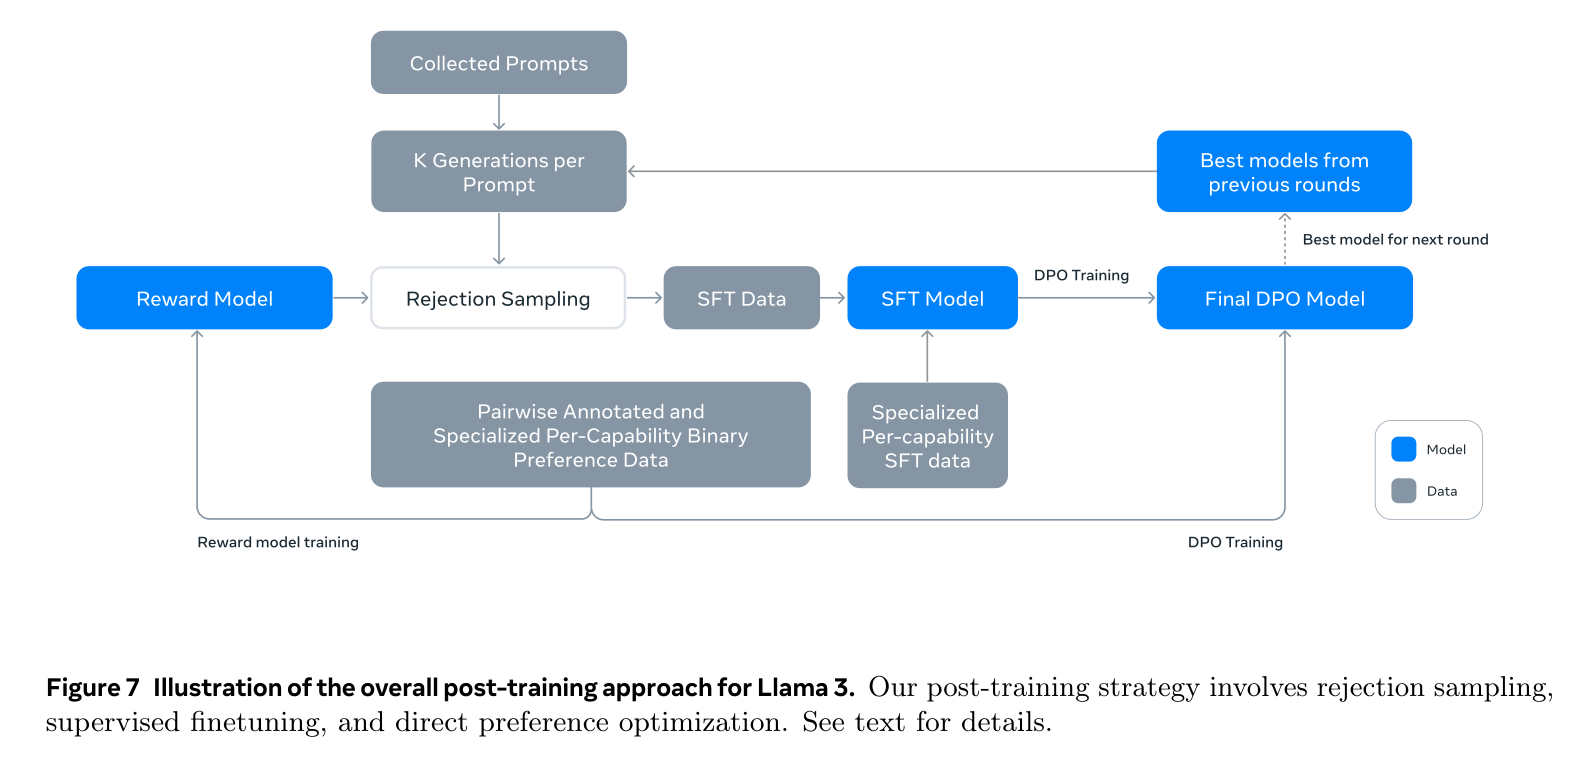 Collected Prompts
K Generations per
Prompt
Best models from
previous rounds
Best model for next round
Reward Model
Rejection Sampling
SFT Data
SFT Model
DPO Training
Final DPO Model
Pairwise Annotated and
Specialized Per-Capability Binary
Preference Data
Specialized
Per-capability
SFT data
Model
Data
Reward model training
DPO Training
Figure 7 Illustration of the overall post-training approach for Llama 3. Our post-training strategy involves rejection sampling,
supervised finetuning, and direct preference optimization. See text for details.